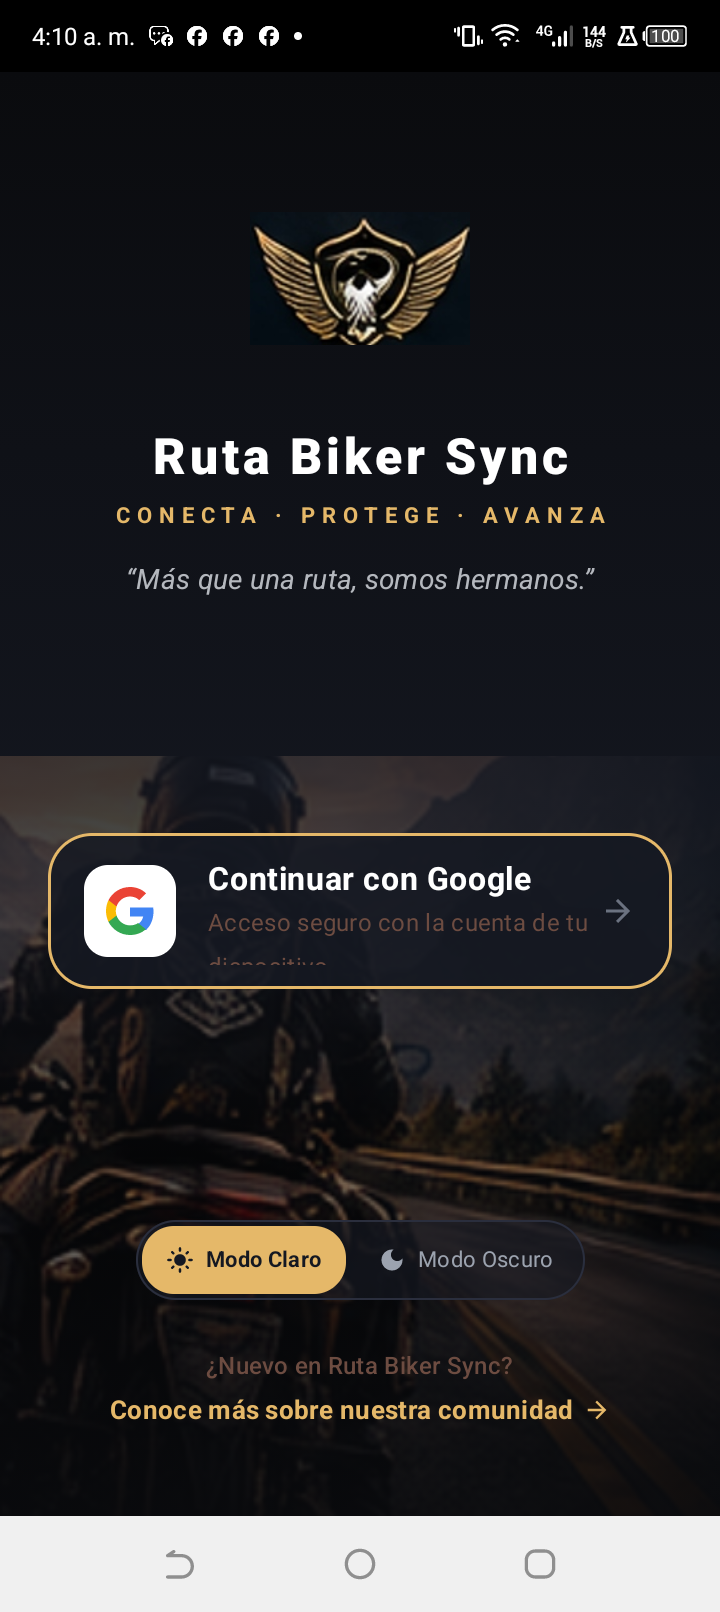 4:10 a. m.
4G
144
B/S
100
Ruta Biker Sync
CONECTA · PROTEGE · AVANZA
“Más que una ruta, somos hermanos.”
Continuar con Google
Acceso seguro con la cuenta de tu
dispositivo
Modo Claro
Modo Oscuro
¿Nuevo en Ruta Biker Sync?
Conoce más sobre nuestra comunidad